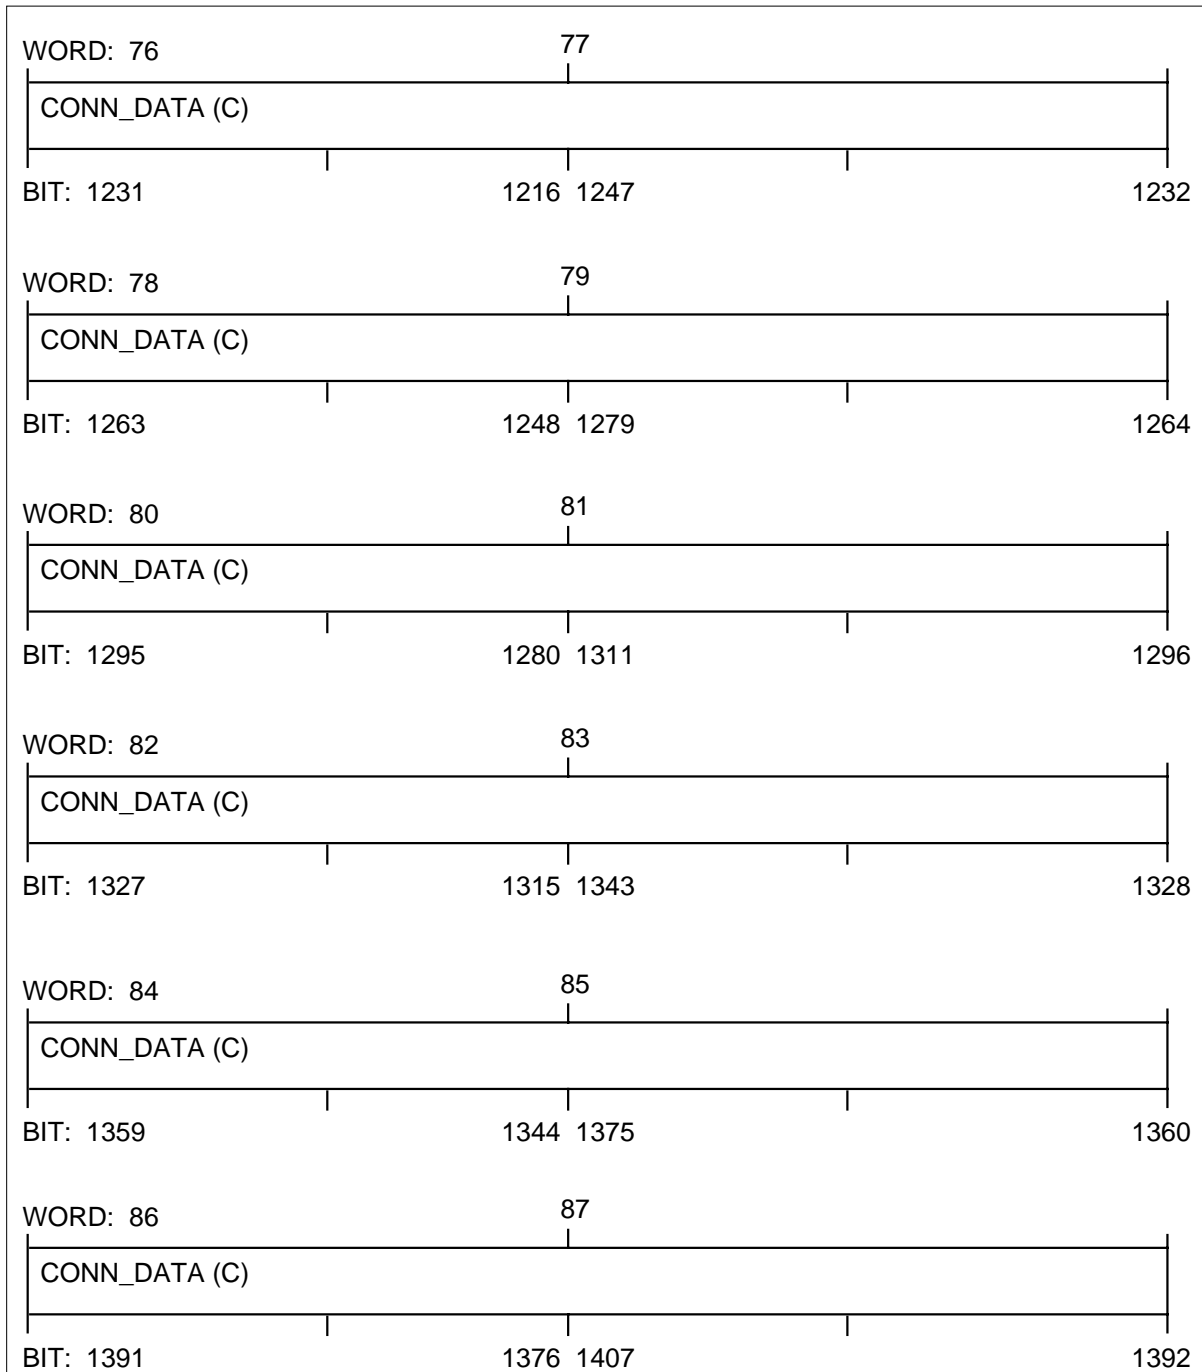 WORD: 76 77
CONN_DATA (C)
BIT: 1231 1216 1247 1232
WORD: 78 79
CONN_DATA (C)
BIT: 1263 1248 1279 1264
WORD: 80 81
CONN_DATA (C)
BIT: 1295 1280 1311 1296
WORD: 82 83
CONN_DATA (C)
BIT: 1327 1315 1343 1328
WORD: 84 85
CONN_DATA (C)
BIT: 1359 1344 1375 1360
WORD: 86 87
CONN_DATA (C)
BIT: 1391 1376 1407 1392